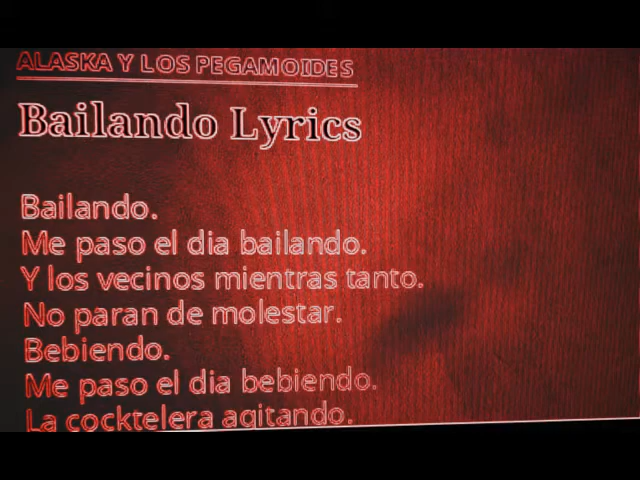 ALASKA Y LOS PEGAMOIDES
Bailando Lyrics
Bailando.
Me paso el dia bailando.
Y los vecinos mientras tanto.
No paran de molestar.
Bebiendo.
Me paso el dia bebiendo.
La cocktelera agitando.